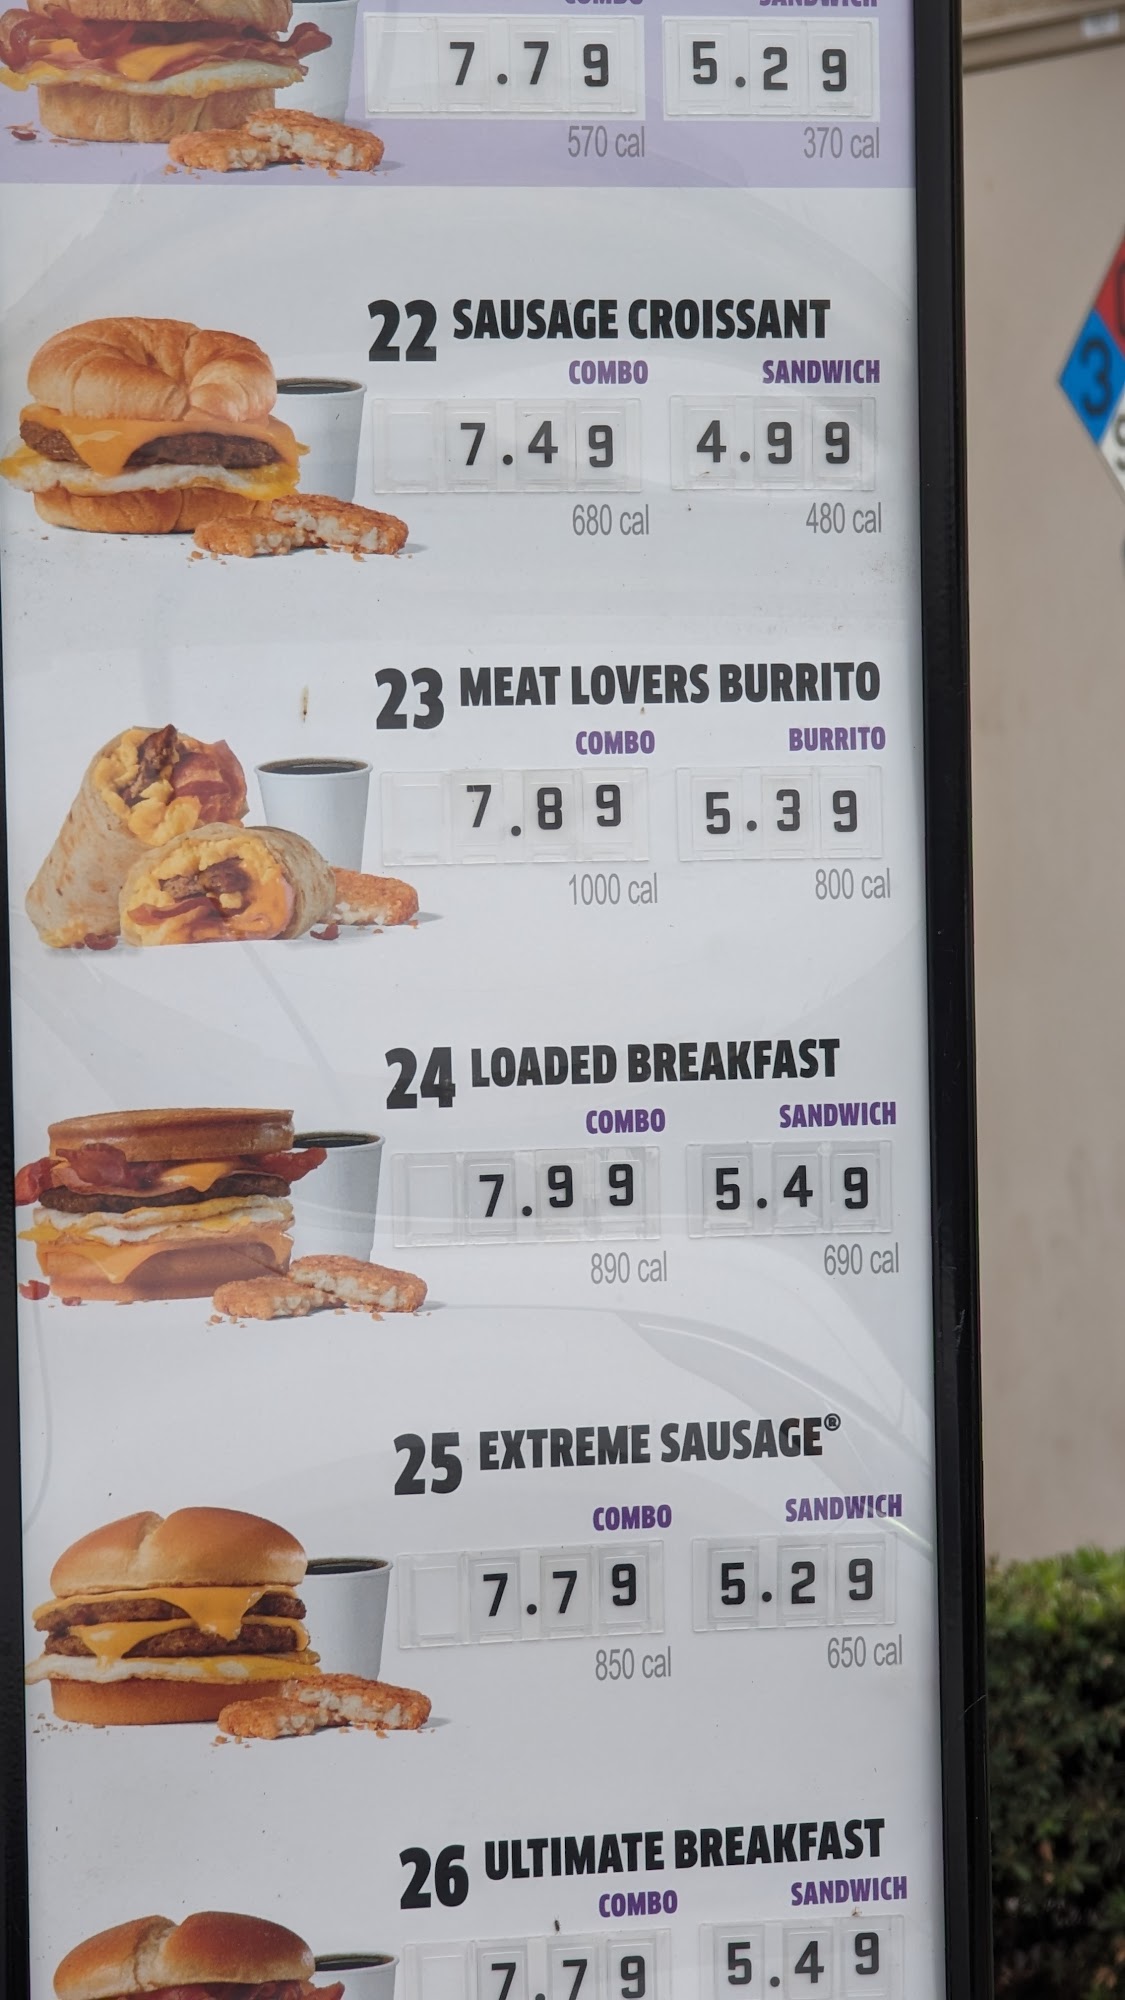 COMBO SANDWICH
7.79 5.29
570 cal 370 cal
22 SAUSAGE CROISSANT
COMBO SANDWICH
7.49 4.99
680 cal 480 cal
23 MEAT LOVERS BURRITO
COMBO BURRITO
7.89 5.39
1000 cal 800 cal
24 LOADED BREAKFAST
COMBO SANDWICH
7.99 5.49
890 cal 690 cal
25 EXTREME SAUSAGE®
COMBO SANDWICH
7.79 5.29
850 cal 650 cal
26 ULTIMATE BREAKFAST
COMBO SANDWICH
7.79 5.49
3